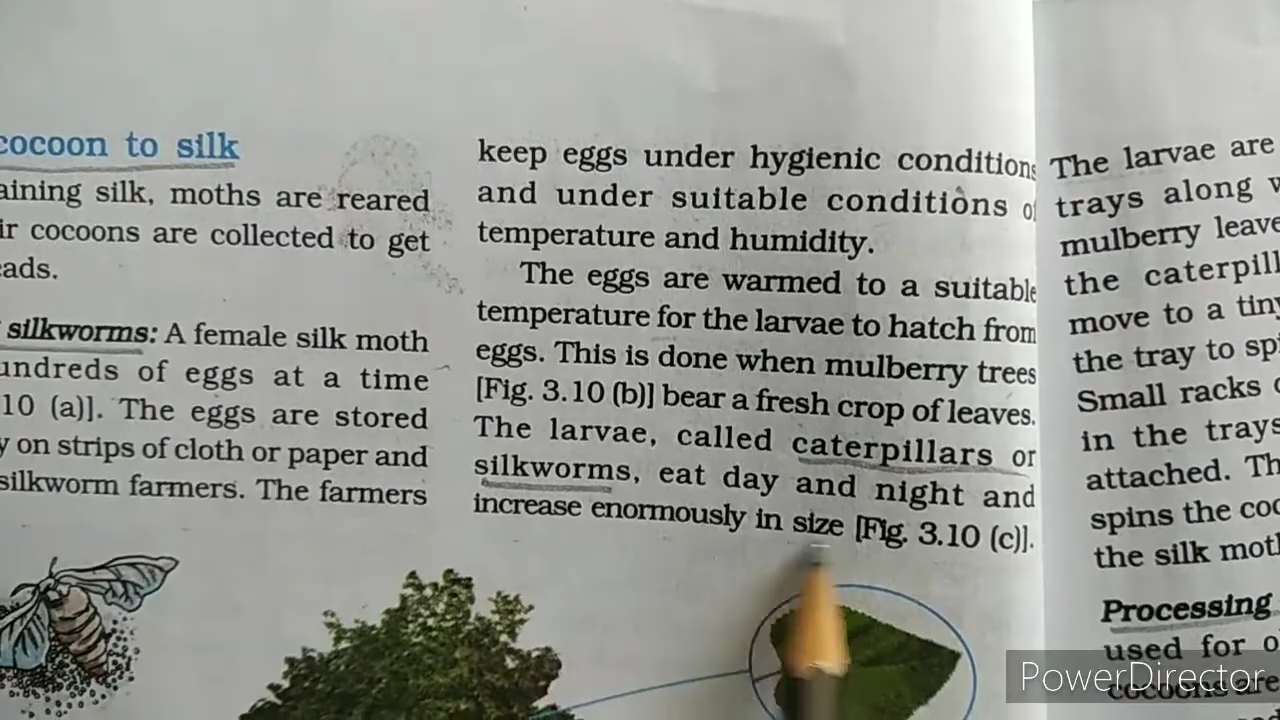 cocoon to silk
aining silk, moths are reared
ir cocoons are collected to get
eads.
silkworms: A female silk moth
undreds of eggs at a time
10 (a)]. The eggs are stored
y on strips of cloth or paper and
silkworm farmers. The farmers
keep eggs under hygienic conditions
and under suitable conditions of
temperature and humidity.
The eggs are warmed to a suitable
temperature for the larvae to hatch from
eggs. This is done when mulberry trees
[Fig. 3.10 (b)] bear a fresh crop of leaves.
The larvae, called caterpillars or
silkworms, eat day and night and
increase enormously in size [Fig. 3.10 (c)].
The larvae are
trays along w
mulberry leave
the caterpill
move to a tiny
the tray to spi
Small racks
in the trays
attached. Th
spins the coc
the silk moth
Processing
used for o
cocoons are
PowerDirector